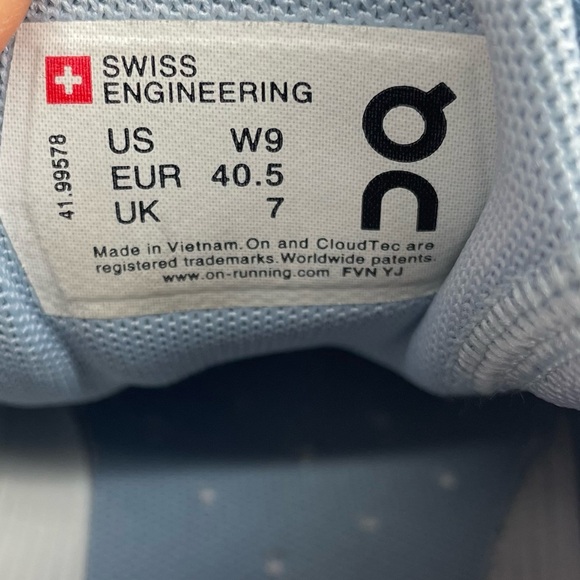 SWISS
ENGINEERING
41.99578
US W9
EUR 40.5
UK 7
Made in Vietnam. On and CloudTec are
registered trademarks. Worldwide patents.
www.on-running.com FVN YJ